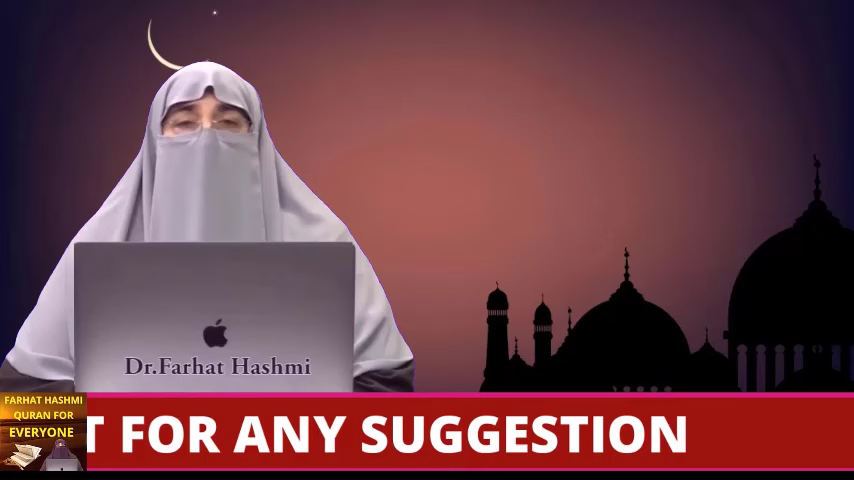 Dr.Farhat Hashmi
FARHAT HASHMI
QURAN FOR
EVERYONE
T FOR ANY SUGGESTION